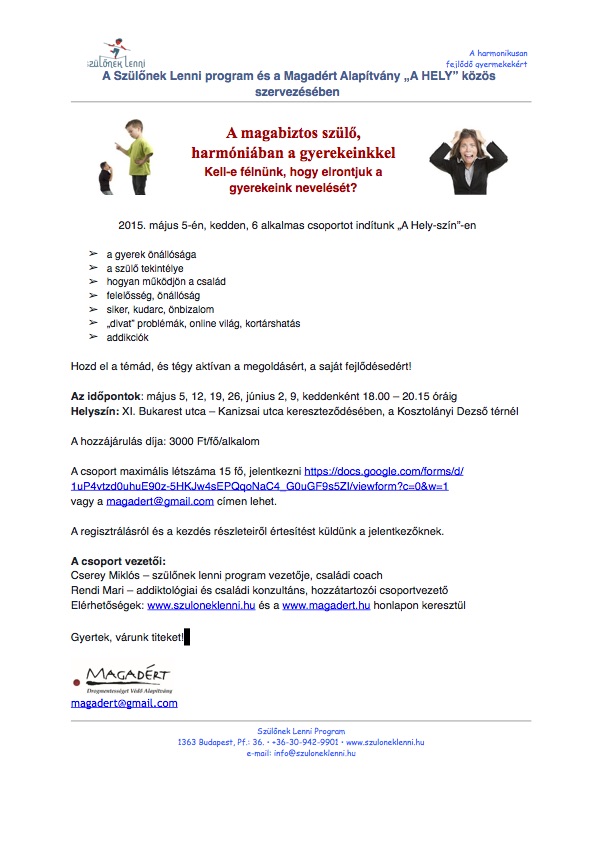 SZÜLŐNEK LENNI
A harmonikusan
fejlődő gyermekekért
A Szülőnek Lenni program és a Magadért Alapítvány „A HELY” közös
szervezésében
A magabiztos szülő,
harmóniában a gyerekeinkkel
Kell-e félnünk, hogy elrontjuk a
gyerekeink nevelését?
2015. május 5-én, kedden, 6 alkalmas csoportot indítunk „A Hely-szín”-en
➢ a gyerek önállósága
➢ a szülő tekintélye
➢ hogyan működjön a család
➢ felelősség, önállóság
➢ siker, kudarc, önbizalom
➢ „divat” problémák, online világ, kortárshatás
➢ addikciók
Hozd el a témád, és tégy aktívan a megoldásért, a saját fejlődésedért!
Az időpontok: május 5, 12, 19, 26, június 2, 9, keddenként 18.00 – 20.15 óráig
Helyszín: XI. Bukarest utca – Kanizsai utca kereszteződésében, a Kosztolányi Dezső térnél
A hozzájárulás díja: 3000 Ft/fő/alkalom
A csoport maximális létszáma 15 fő, jelentkezni https://docs.google.com/forms/d/
1uP4vtzd0uhuE90z-5HKJw4sEPQqoNaC4_G0uGF9s5ZI/viewform?c=0&w=1
vagy a magadert@gmail.com címen lehet.
A regisztrálásról és a kezdés részleteiről értesítést küldünk a jelentkezőknek.
A csoport vezetői:
Cserey Miklós – szülőnek lenni program vezetője, családi coach
Rendi Mari – addiktológiai és családi konzultáns, hozzátartozói csoportvezető
Elérhetőségek: www.szuloneklenni.hu és a www.magadert.hu honlapon keresztül
Gyertek, várunk titeket!
MAGADÉRT
Drogmentességet Védő Alapítvány
magadert@gmail.com
Szülőnek Lenni Program
1363 Budapest, Pf.: 36. • +36-30-942-9901 • www.szuloneklenni.hu
e-mail: info@szuloneklenni.hu